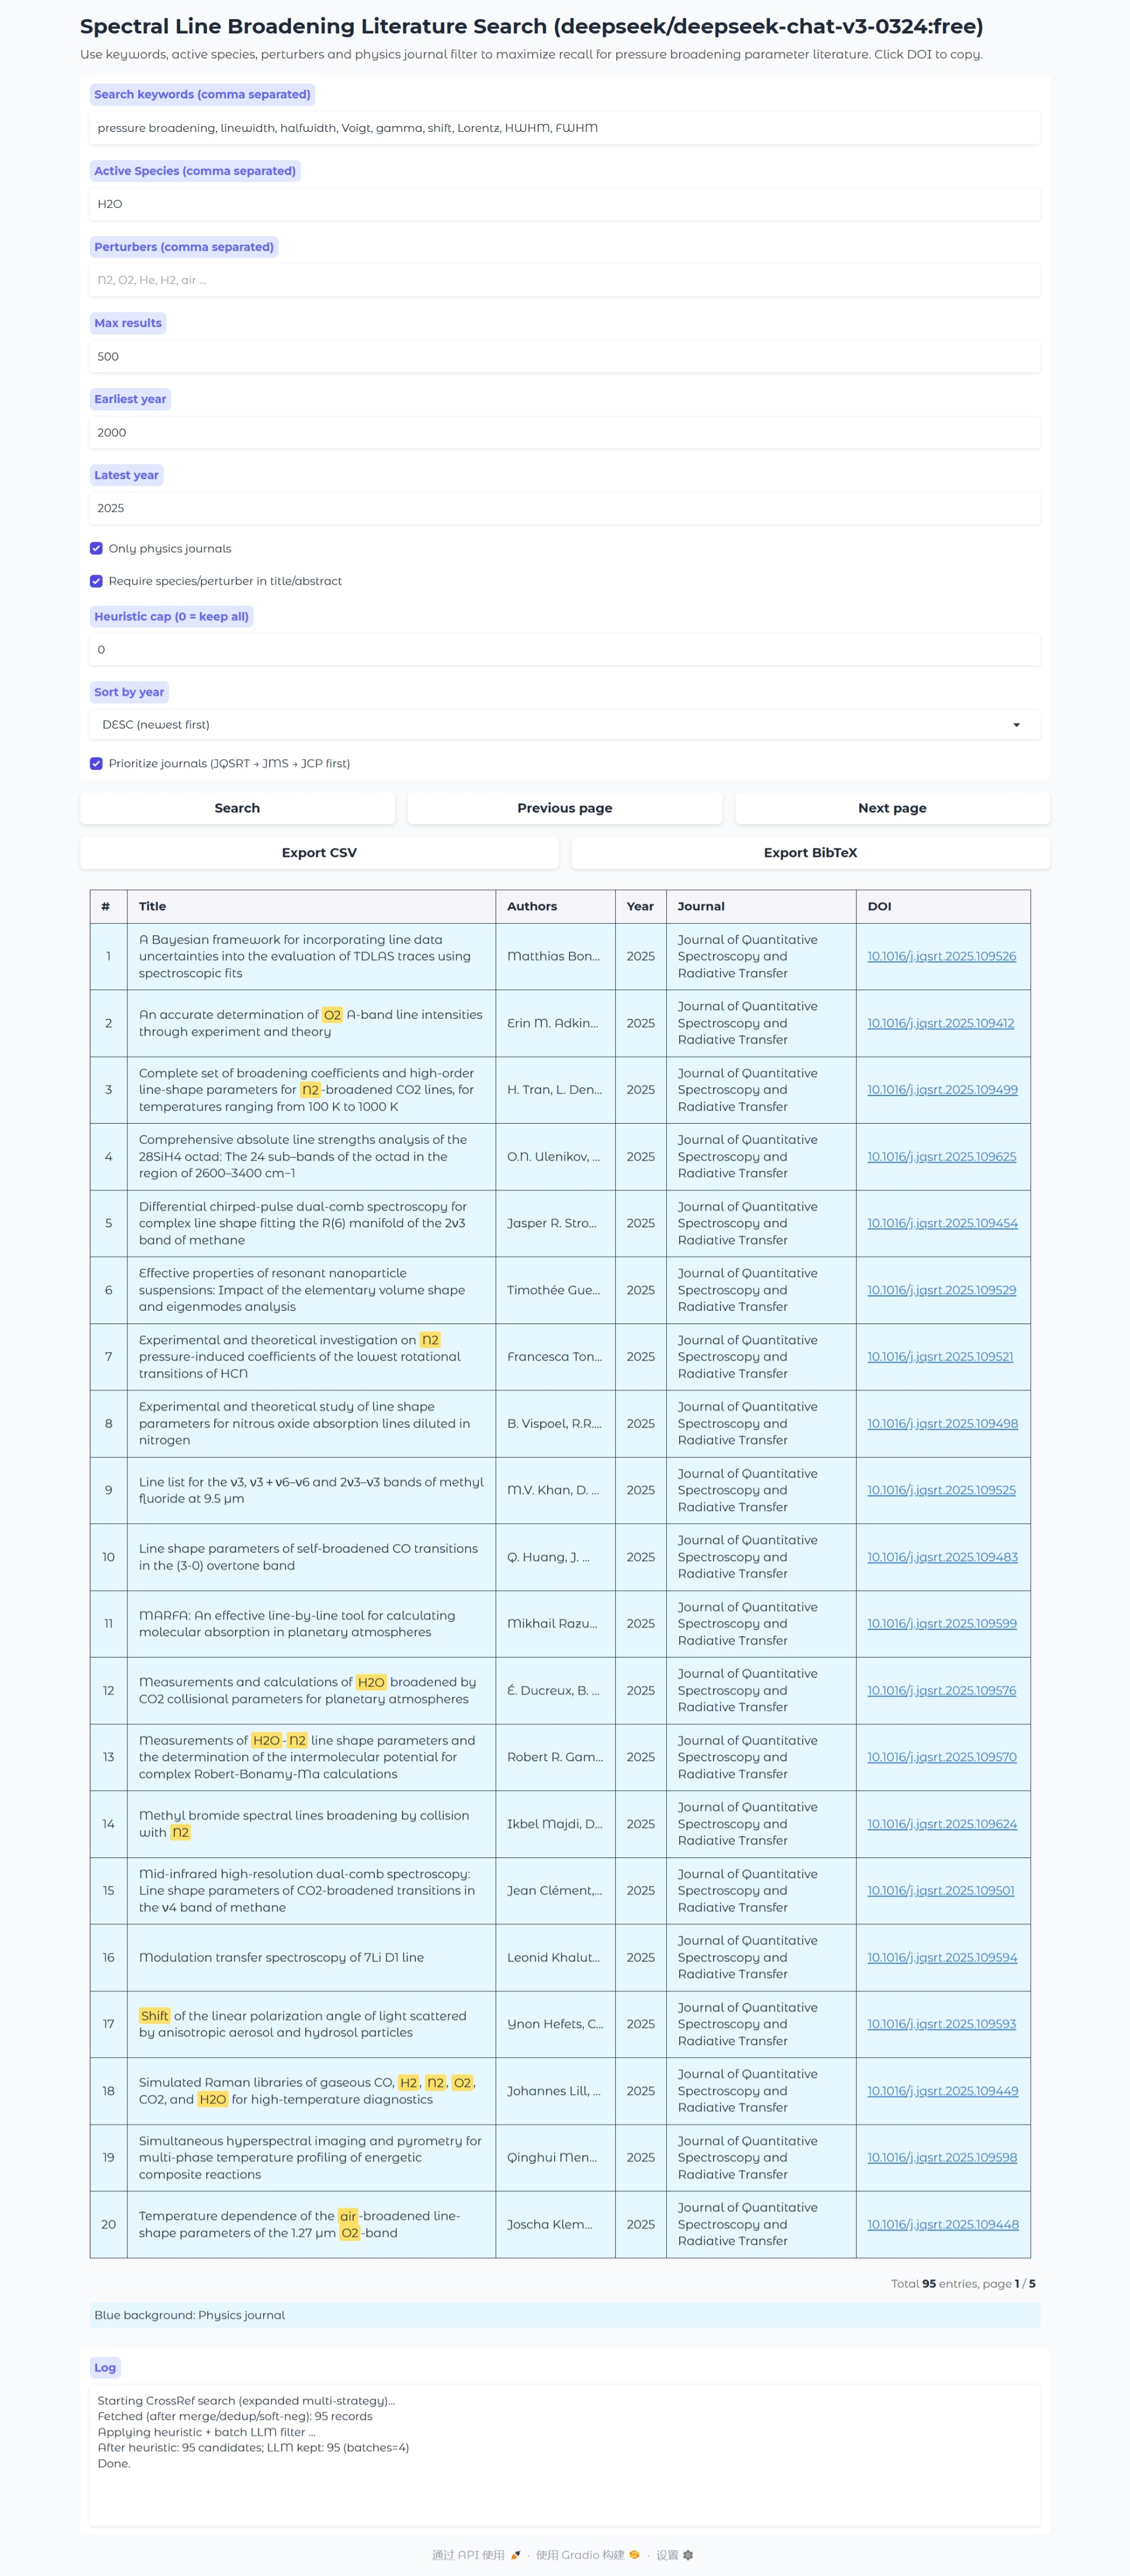 Spectral Line Broadening Literature Search (deepseek/deepseek-chat-v3-0324:free)
Use keywords, active species, perturbers and physics journal filter to maximize recall for pressure broadening parameter literature. Click DOI to copy.
Search keywords (comma separated)
pressure broadening, linewidth, halfwidth, Voigt, gamma, shift, Lorentz, HWHM, FWHM
Active Species (comma separated)
H2O
Perturbers (comma separated)
N2, O2, He, H2, air ...
Max results
500
Earliest year
2000
Latest year
2025
Only physics journals
Require species/perturber in title/abstract
Heuristic cap (0 = keep all)
0
Sort by year
DESC (newest first)
Prioritize journals (JQSRT → JMS → JCP first)
Search Previous page Next page
Export CSV Export BibTeX
# Title Authors Year Journal DOI
1 A Bayesian framework for incorporating line data
uncertainties into the evaluation of TDLAS traces using
spectroscopic fits
Matthias Bon... 2025
Journal of Quantitative
Spectroscopy and
Radiative Transfer
10.1016/j.jqsrt.2025.109526
2 An accurate determination of O2 A-band line intensities
through experiment and theory
Erin M. Adkin... 2025
Journal of Quantitative
Spectroscopy and
Radiative Transfer
10.1016/j.jqsrt.2025.109412
3 Complete set of broadening coefficients and high-order
line-shape parameters for N2-broadened CO2 lines, for
temperatures ranging from 100 K to 1000 K
H. Tran, L. Den... 2025
Journal of Quantitative
Spectroscopy and
Radiative Transfer
10.1016/j.jqsrt.2025.109499
4 Comprehensive absolute line strengths analysis of the
28SiH4 octad: The 24 sub–bands of the octad in the
region of 2600–3400 cm−1
O.N. Ulenikov, ... 2025
Journal of Quantitative
Spectroscopy and
Radiative Transfer
10.1016/j.jqsrt.2025.109625
5 Differential chirped-pulse dual-comb spectroscopy for
complex line shape fitting the R(6) manifold of the 2ν3
band of methane
Jasper R. Stro... 2025
Journal of Quantitative
Spectroscopy and
Radiative Transfer
10.1016/j.jqsrt.2025.109454
6 Effective properties of resonant nanoparticle
suspensions: Impact of the elementary volume shape
and eigenmodes analysis
Timothée Gue... 2025
Journal of Quantitative
Spectroscopy and
Radiative Transfer
10.1016/j.jqsrt.2025.109529
7 Experimental and theoretical investigation on N2
pressure-induced coefficients of the lowest rotational
transitions of HCN
Francesca Ton... 2025
Journal of Quantitative
Spectroscopy and
Radiative Transfer
10.1016/j.jqsrt.2025.109521
8 Experimental and theoretical study of line shape
parameters for nitrous oxide absorption lines diluted in
nitrogen
B. Vispoel, R.R.... 2025
Journal of Quantitative
Spectroscopy and
Radiative Transfer
10.1016/j.jqsrt.2025.109498
9 Line list for the ν3, ν3 + ν6–ν6 and 2ν3–ν3 bands of methyl
fluoride at 9.5 µm
M.V. Khan, D. ... 2025
Journal of Quantitative
Spectroscopy and
Radiative Transfer
10.1016/j.jqsrt.2025.109525
10 Line shape parameters of self-broadened CO transitions
in the (3-0) overtone band
Q. Huang, J. ... 2025
Journal of Quantitative
Spectroscopy and
Radiative Transfer
10.1016/j.jqsrt.2025.109483
11 MARFA: An effective line-by-line tool for calculating
molecular absorption in planetary atmospheres
Mikhail Razu... 2025
Journal of Quantitative
Spectroscopy and
Radiative Transfer
10.1016/j.jqsrt.2025.109599
12 Measurements and calculations of H2O broadened by
CO2 collisional parameters for planetary atmospheres
É. Ducreux, B. ... 2025
Journal of Quantitative
Spectroscopy and
Radiative Transfer
10.1016/j.jqsrt.2025.109576
13 Measurements of H2O-N2 line shape parameters and
the determination of the intermolecular potential for
complex Robert-Bonamy-Ma calculations
Robert R. Gam... 2025
Journal of Quantitative
Spectroscopy and
Radiative Transfer
10.1016/j.jqsrt.2025.109570
14 Methyl bromide spectral lines broadening by collision
with N2
Ikbel Majdi, D... 2025
Journal of Quantitative
Spectroscopy and
Radiative Transfer
10.1016/j.jqsrt.2025.109624
15 Mid-infrared high-resolution dual-comb spectroscopy:
Line shape parameters of CO2-broadened transitions in
the ν4 band of methane
Jean Clément,... 2025
Journal of Quantitative
Spectroscopy and
Radiative Transfer
10.1016/j.jqsrt.2025.109501
16 Modulation transfer spectroscopy of 7Li D1 line
Leonid Khalut... 2025
Journal of Quantitative
Spectroscopy and
Radiative Transfer
10.1016/j.jqsrt.2025.109594
17 Shift of the linear polarization angle of light scattered
by anisotropic aerosol and hydrosol particles
Ynon Hefets, C... 2025
Journal of Quantitative
Spectroscopy and
Radiative Transfer
10.1016/j.jqsrt.2025.109593
18 Simulated Raman libraries of gaseous CO, H2, N2, O2,
CO2, and H2O for high-temperature diagnostics
Johannes Lill, ... 2025
Journal of Quantitative
Spectroscopy and
Radiative Transfer
10.1016/j.jqsrt.2025.109449
19 Simultaneous hyperspectral imaging and pyrometry for
multi-phase temperature profiling of energetic
composite reactions
Qinghui Men... 2025
Journal of Quantitative
Spectroscopy and
Radiative Transfer
10.1016/j.jqsrt.2025.109598
20 Temperature dependence of the air-broadened line-
shape parameters of the 1.27 µm O2-band
Joscha Klem... 2025
Journal of Quantitative
Spectroscopy and
Radiative Transfer
10.1016/j.jqsrt.2025.109448
Total 95 entries, page 1 / 5
Blue background: Physics journal
Log
Starting CrossRef search (expanded multi-strategy)...
Fetched (after merge/dedup/soft-neg): 95 records
Applying heuristic + batch LLM filter ...
After heuristic: 95 candidates; LLM kept: 95 (batches=4)
Done.
通过 API 使用 · 使用 Gradio 构建 · 设置